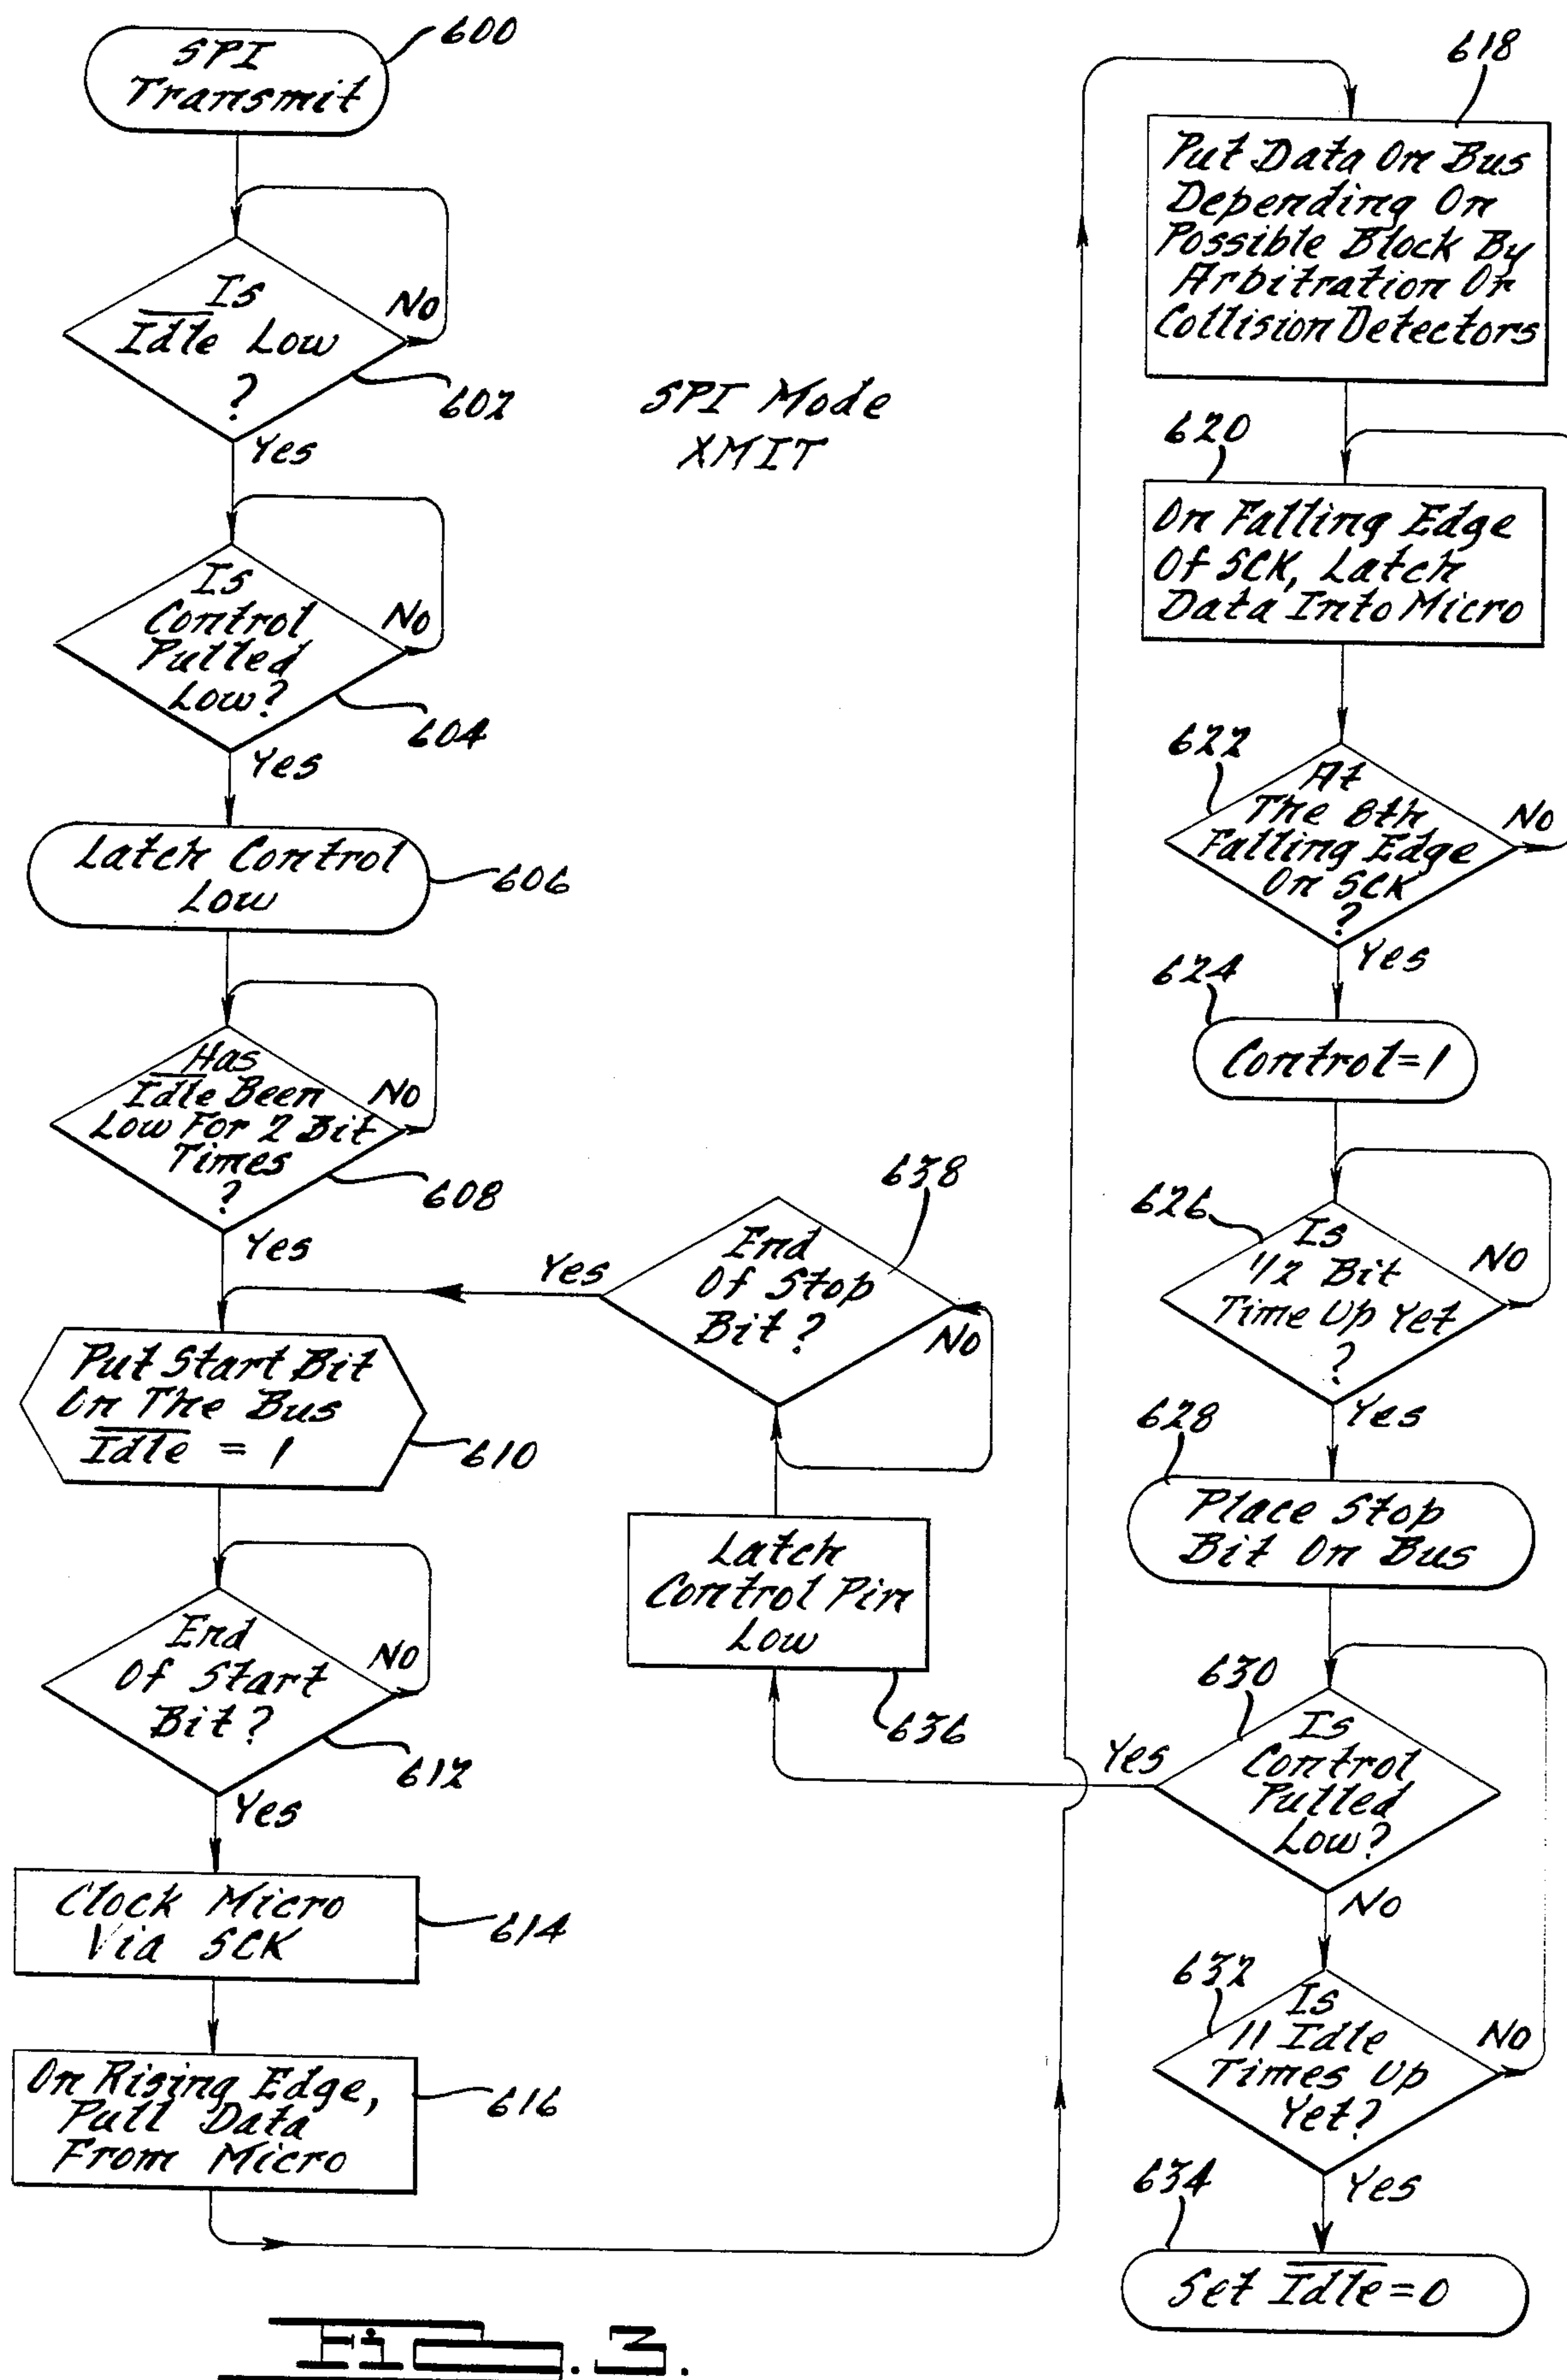 600
SPI
Transmit
Is
Idle Low
?
No
602
Yes
Is
Control
Pulled
Low?
No
604
Yes
Latch Control
Low
606
Has
Idle Been
Low For 2 Bit
Times
?
No
608
Yes
Put Start Bit
On The Bus
Idle = 1
610
End
Of Start
Bit?
No
612
Yes
Clock Micro
Via SCK
614
On Rising Edge,
Pull Data
From Micro
616
SPI Mode
XMIT
638
End
Of Stop
Bit?
Yes
No
Latch
Control Pin
Low
636
618
Put Data On Bus
Depending On
Possible Block By
Arbitration Or
Collision Detectors
620
On Falling Edge
Of SCK, Latch
Data Into Micro
622
At
The 8th
Falling Edge
On SCK
?
No
Yes
624
Control=1
626
Is
1/2 Bit
Time Up Yet
?
No
Yes
628
Place Stop
Bit On Bus
630
Is
Control
Pulled
Low?
Yes
No
632
Is
11 Idle
Times Up
Yet?
No
Yes
634
Set Idle=0
Fig. 3.